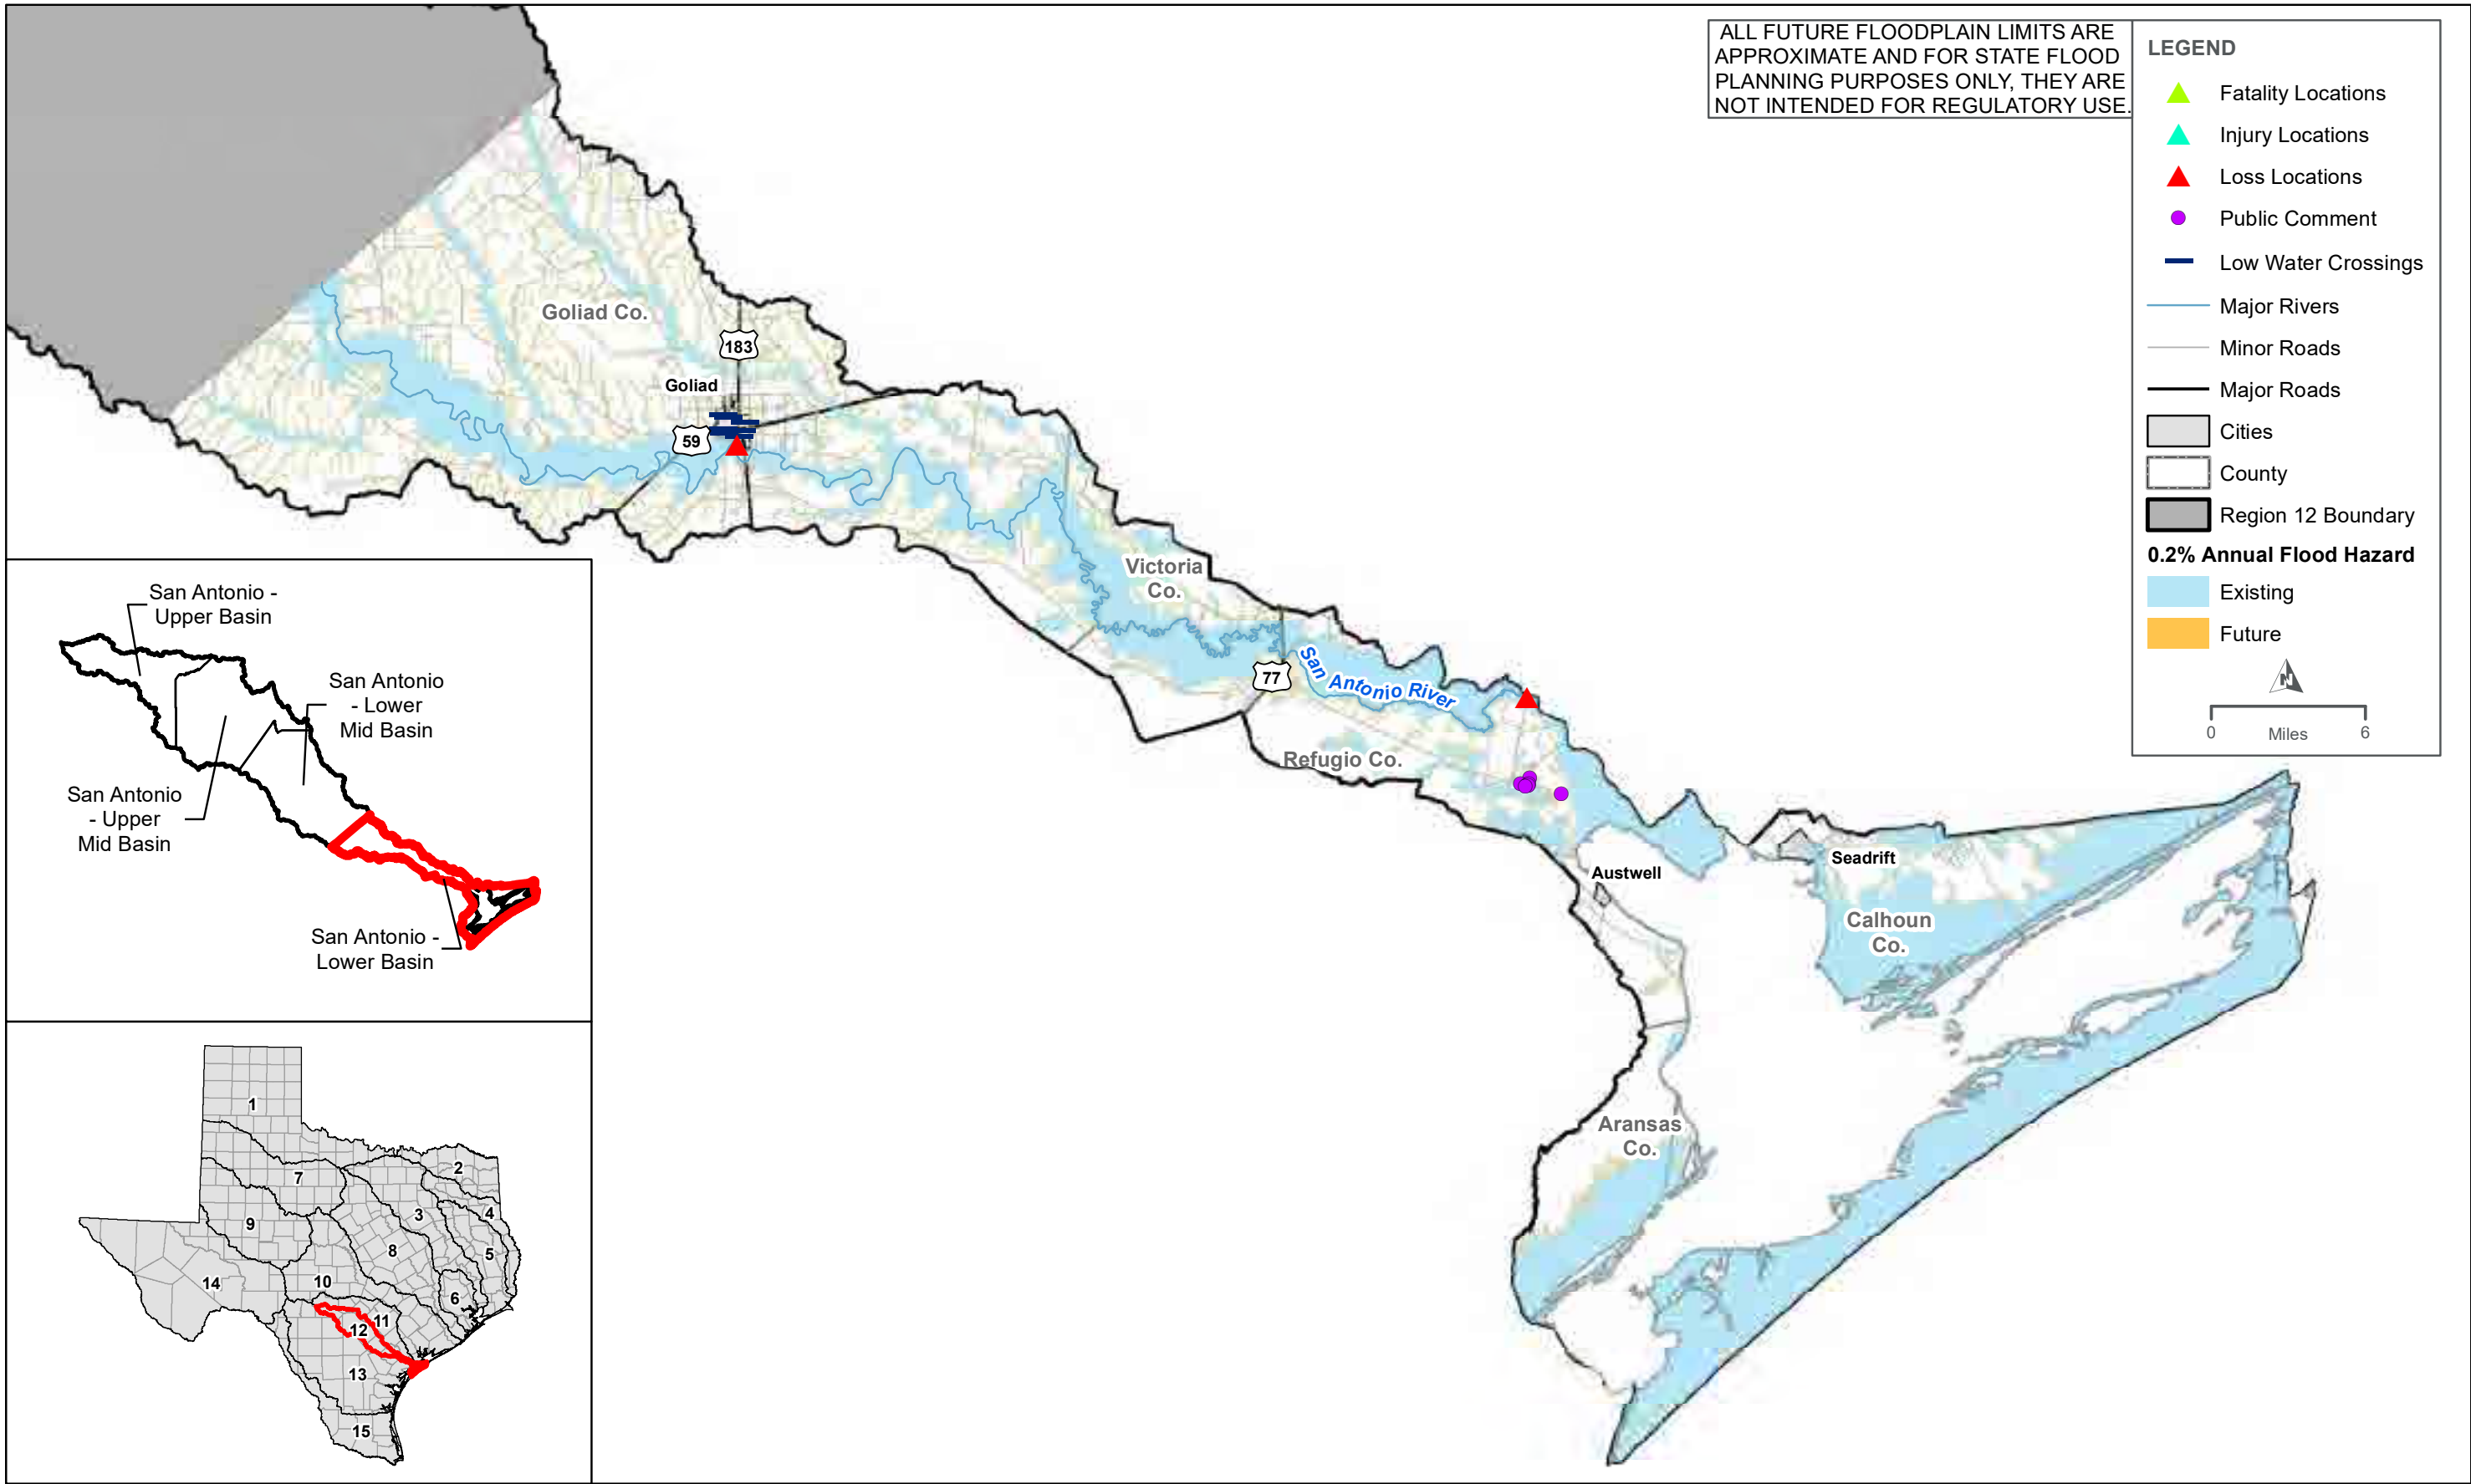 ALL FUTURE FLOODPLAIN LIMITS ARE
APPROXIMATE AND FOR STATE FLOOD
PLANNING PURPOSES ONLY, THEY ARE
NOT INTENDED FOR REGULATORY USE.
LEGEND
Fatality Locations
Injury Locations
Loss Locations
Public Comment
Low Water Crossings
Major Rivers
Minor Roads
Major Roads
Cities
County
Region 12 Boundary
0.2% Annual Flood Hazard
Existing
Future
N
0
Miles
6
Goliad Co.
183
Goliad
59
Victoria
Co.
77
San Antonio River
Refugio Co.
Austwell
Seadrift
Calhoun
Co.
Aransas
Co.
San Antonio -
Upper Basin
San Antonio
- Lower
Mid Basin
San Antonio
- Upper
Mid Basin
San Antonio -
Lower Basin
1
2
7
3
4
9
8
5
14
10
6
11
12
13
15